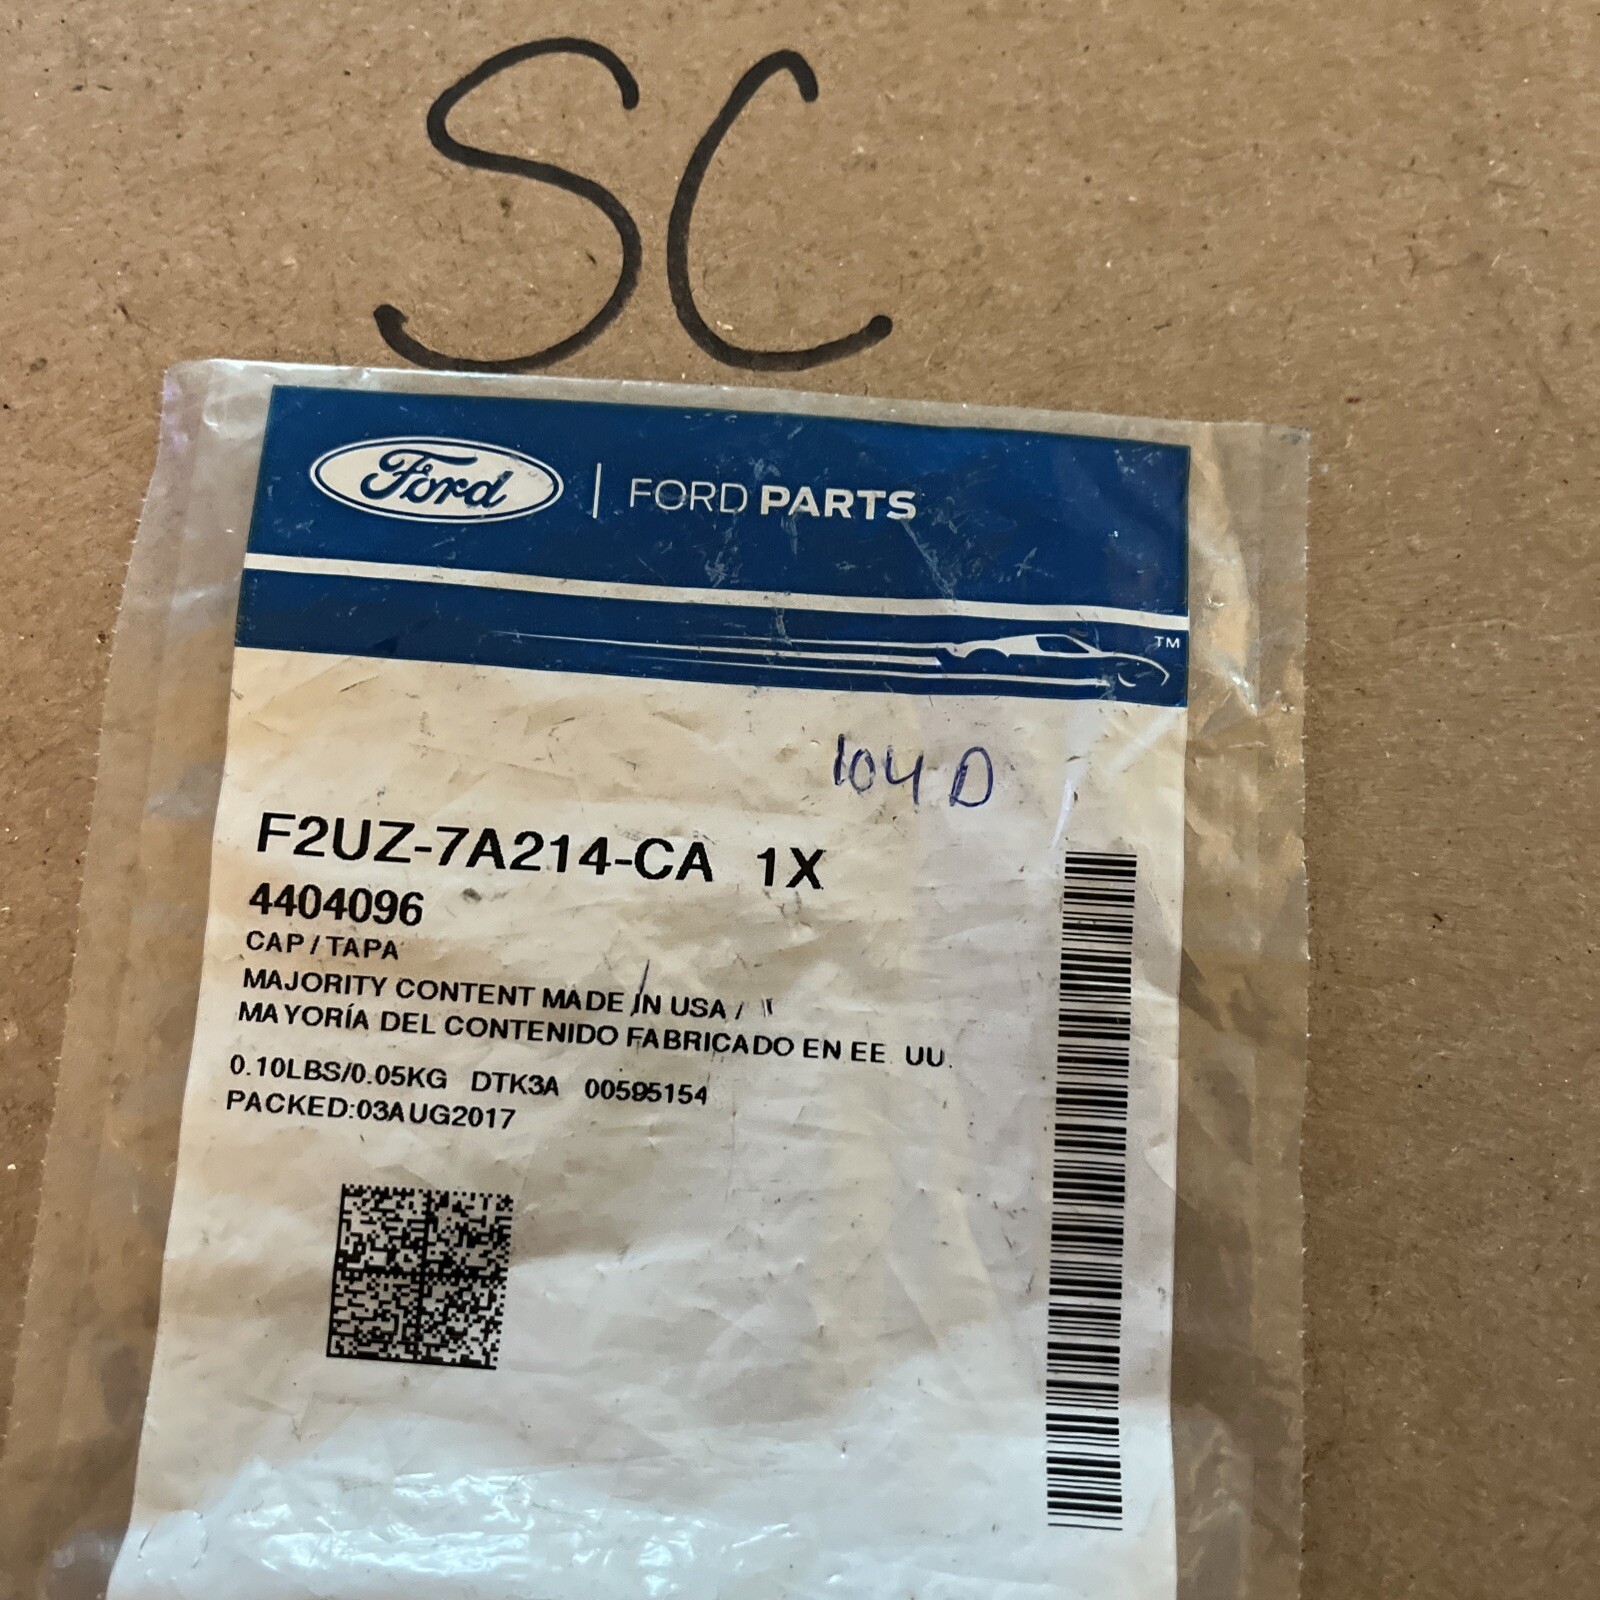 SC
Ford | FORD PARTS
TM
104 D
F2UZ-7A214-CA 1X
4404096
CAP / TAPA
MAJORITY CONTENT MADE IN USA /
MAYORÍA DEL CONTENIDO FABRICADO EN EE UU.
0.10LBS/0.05KG DTK3A 00595154
PACKED:03AUG2017